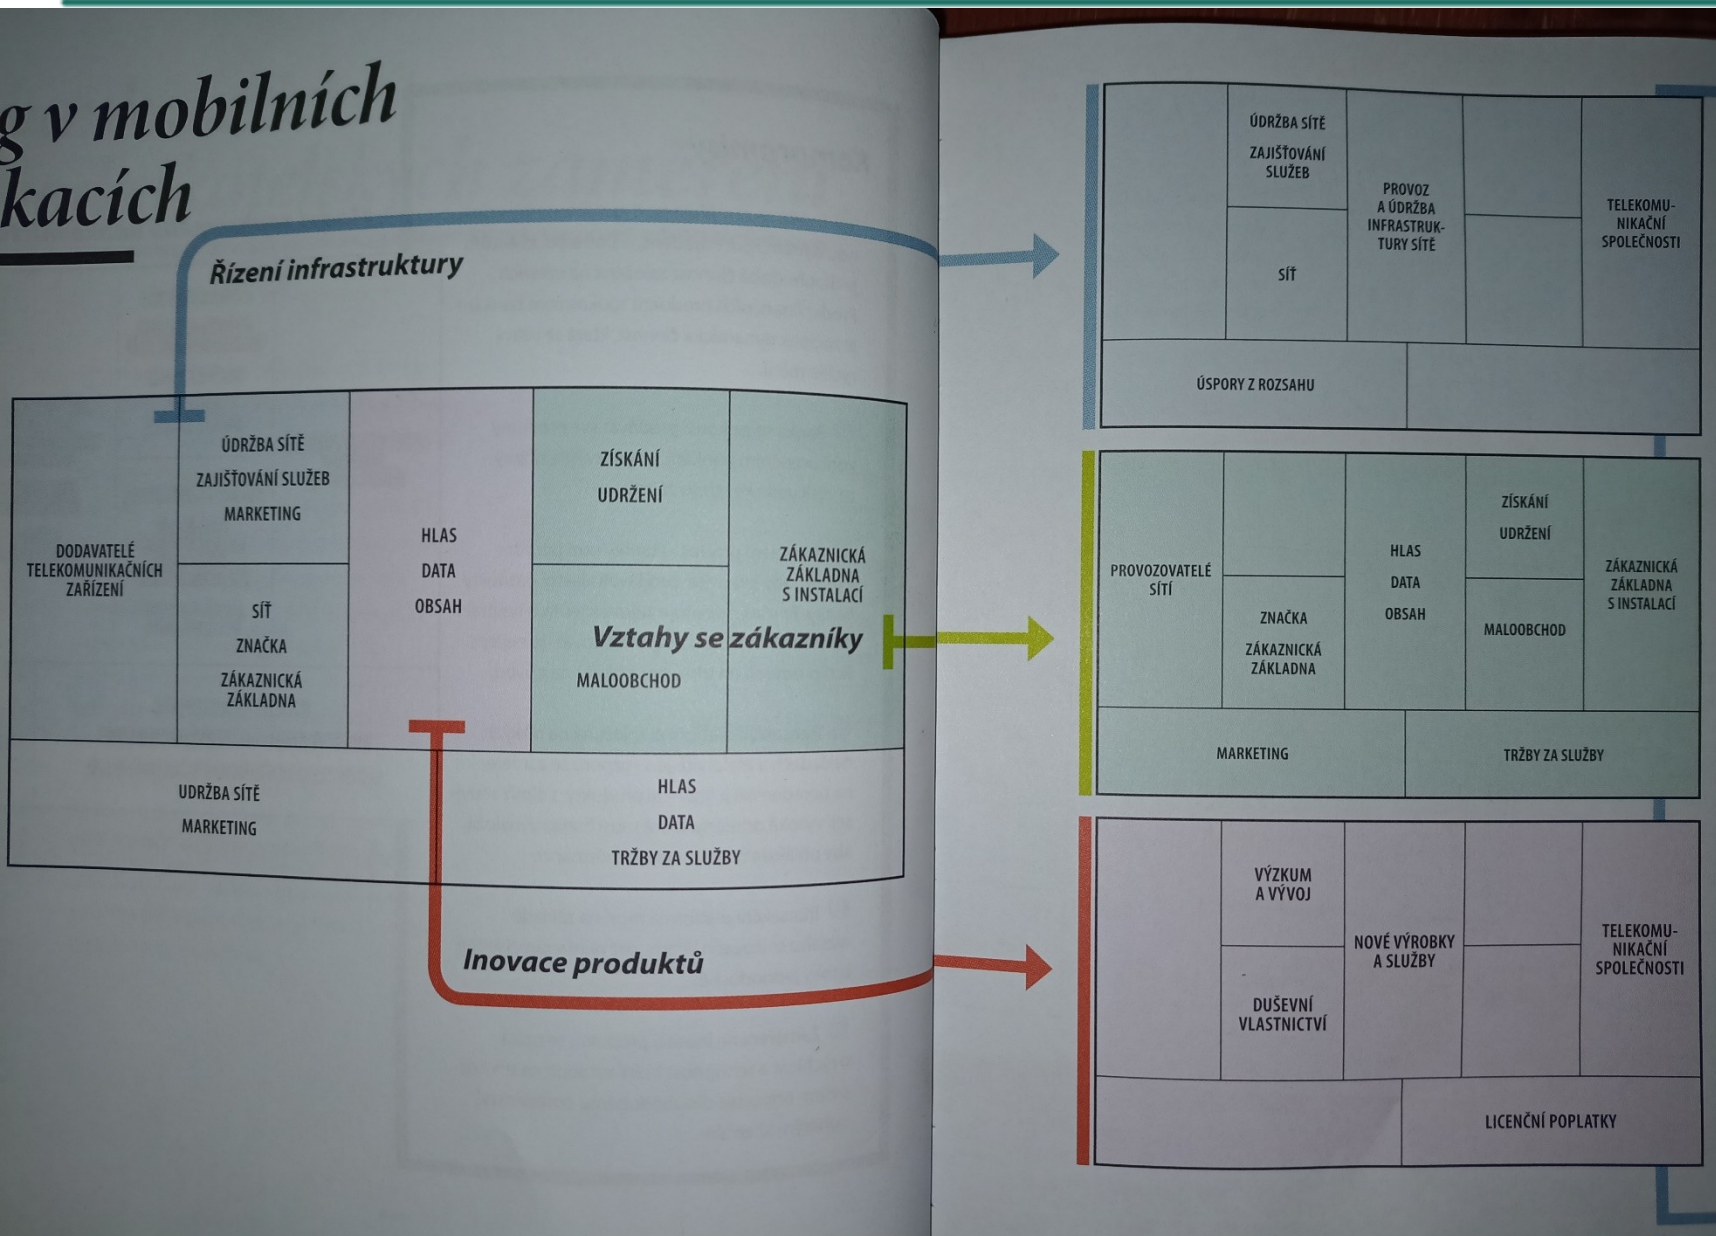 g v mobilních
kacích
Řízení infrastruktury
DODAVATELÉ
TELEKOMUNIKAČNÍCH
ZAŘÍZENÍ
ÚDRŽBA SÍTĚ
ZAJIŠŤOVÁNÍ SLUŽEB
MARKETING
SÍŤ
ZNAČKA
ZÁKAZNICKÁ
ZÁKLADNA
HLAS
DATA
OBSAH
ZÍSKÁNÍ
UDRŽENÍ
Vztahy se zákazníky
MALOOBCHOD
ZÁKAZNICKÁ
ZÁKLADNA
S INSTALACÍ
UDRŽBA SÍTĚ
MARKETING
HLAS
DATA
TRŽBY ZA SLUŽBY
Inovace produktů
ÚDRŽBA SÍTĚ
ZAJIŠŤOVÁNÍ
SLUŽEB
SÍŤ
PROVOZ
A ÚDRŽBA
INFRASTRUK-
TURY SÍTĚ
TELEKOMU-
NIKAČNÍ
SPOLEČNOSTI
ÚSPORY Z ROZSAHU
PROVOZOVATELÉ
SÍTÍ
ZNAČKA
ZÁKAZNICKÁ
ZÁKLADNA
HLAS
DATA
OBSAH
ZÍSKÁNÍ
UDRŽENÍ
MALOOBCHOD
ZÁKAZNICKÁ
ZÁKLADNA
S INSTALACÍ
MARKETING
TRŽBY ZA SLUŽBY
VÝZKUM
A VÝVOJ
DUŠEVNÍ
VLASTNICTVÍ
NOVÉ VÝROBKY
A SLUŽBY
TELEKOMU-
NIKAČNÍ
SPOLEČNOSTI
LICENČNÍ POPLATKY